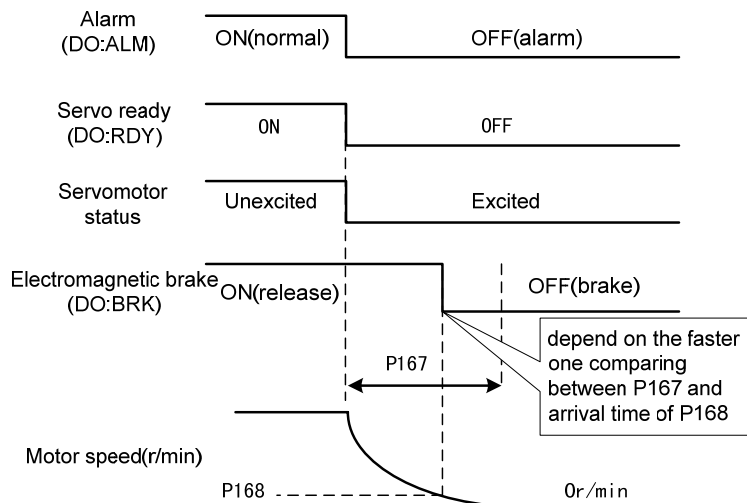 Alarm
(DO:ALM)
ON(normal)
OFF(alarm)
Servo ready
(DO:RDY)
ON
OFF
Servomotor
status
Unexcited
Excited
Electromagnetic brake
(DO:BRK)
ON(release)
OFF(brake)
depend on the faster
one comparing
between P167 and
arrival time of P168
P167
Motor speed(r/min)
P168
0r/min